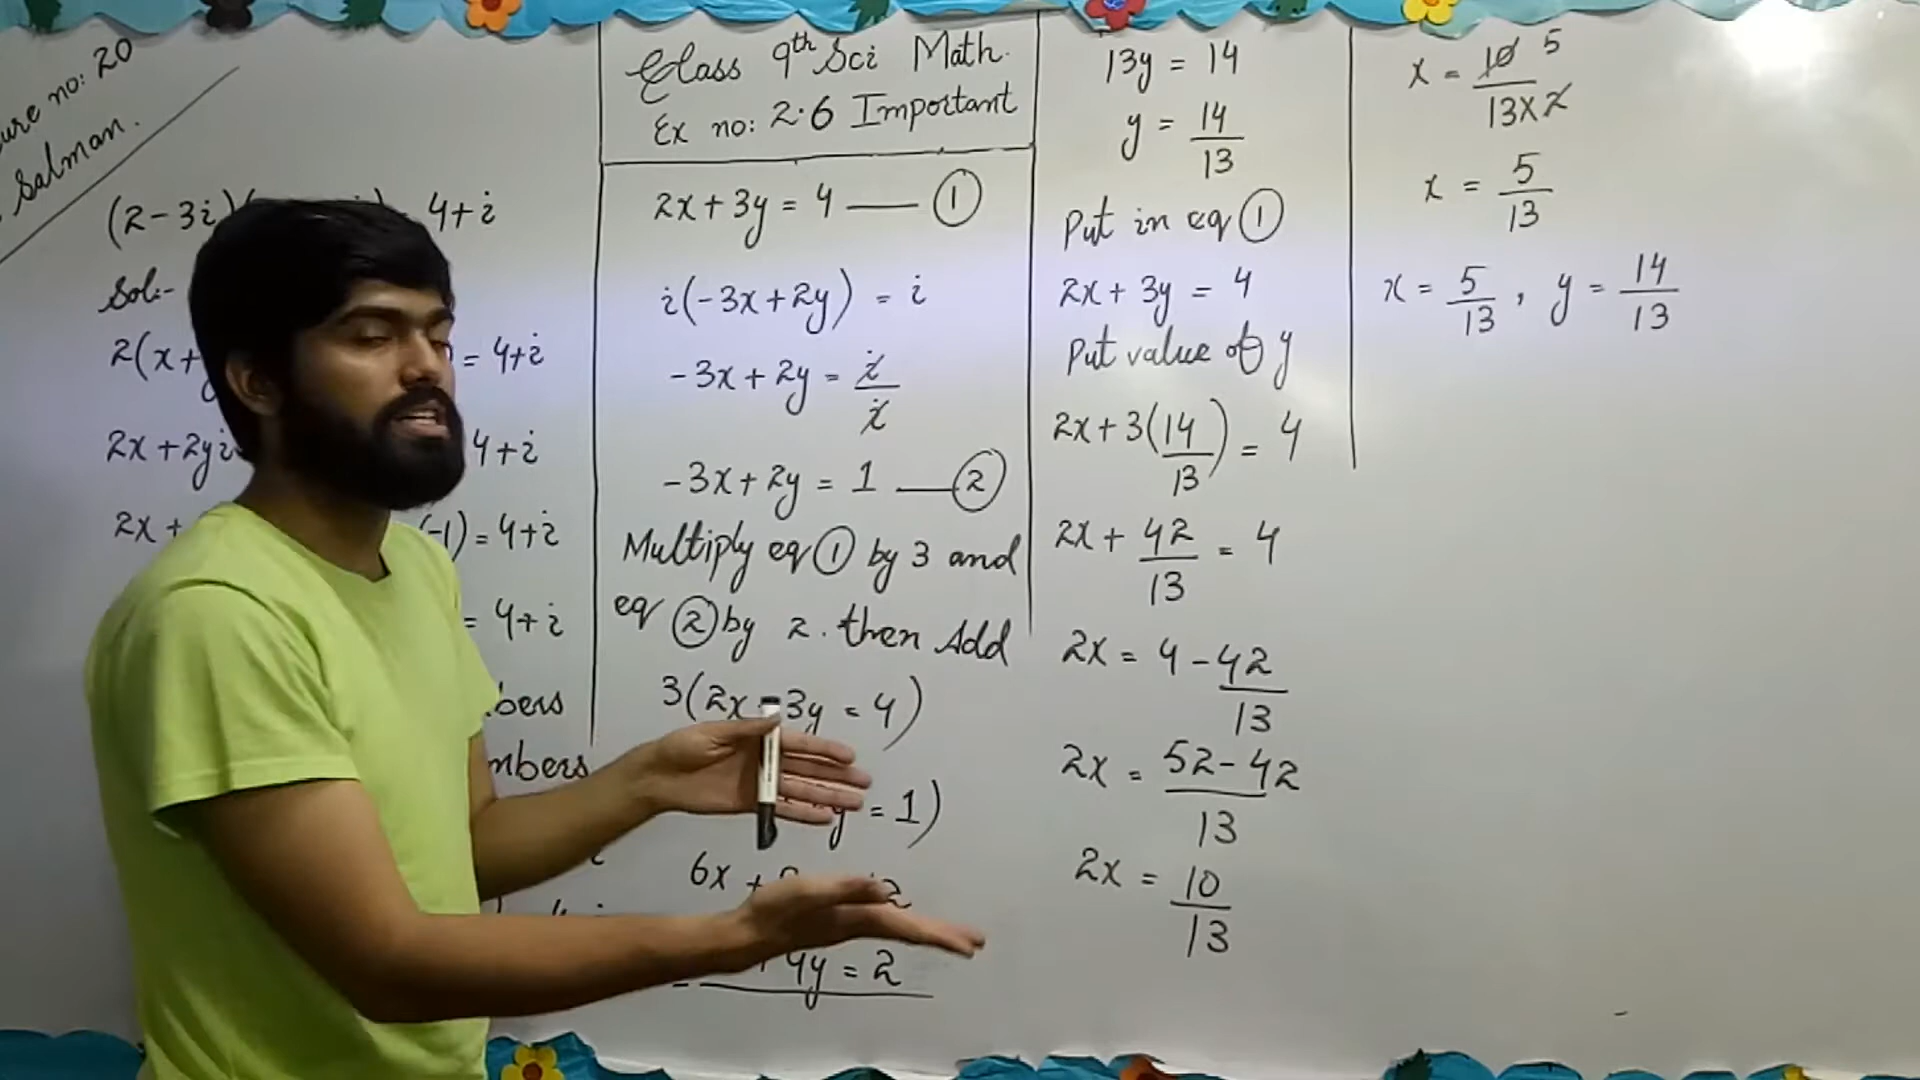 no: 20
Salman.
(2-3i)( ) 4+i
Sol:-
2(x+ = 4+i
2x+2yi 4+i
2x+ (-1) = 4+i
= 4+i
Class 9th Sci Math.
Ex no: 2.6 Important
2x+3y = 4 —— ①
i(-3x+2y) = i
-3x+2y = i/i
-3x+2y = 1 —— ②
Multiply eq ① by 3 and
eq ② by 2. then Add
3(2x 3y = 4)
y = 1)
6x +
4y = 2
13y = 14
y = 14/13
Put in eq ①
2x + 3y = 4
Put value of y
2x+3(14/13) = 4
2x + 42/13 = 4
2x = 4 - 42/13
2x = 52-42/13
2x = 10/13
x = 10/13x2 5
x = 5/13
x = 5/13 , y = 14/13